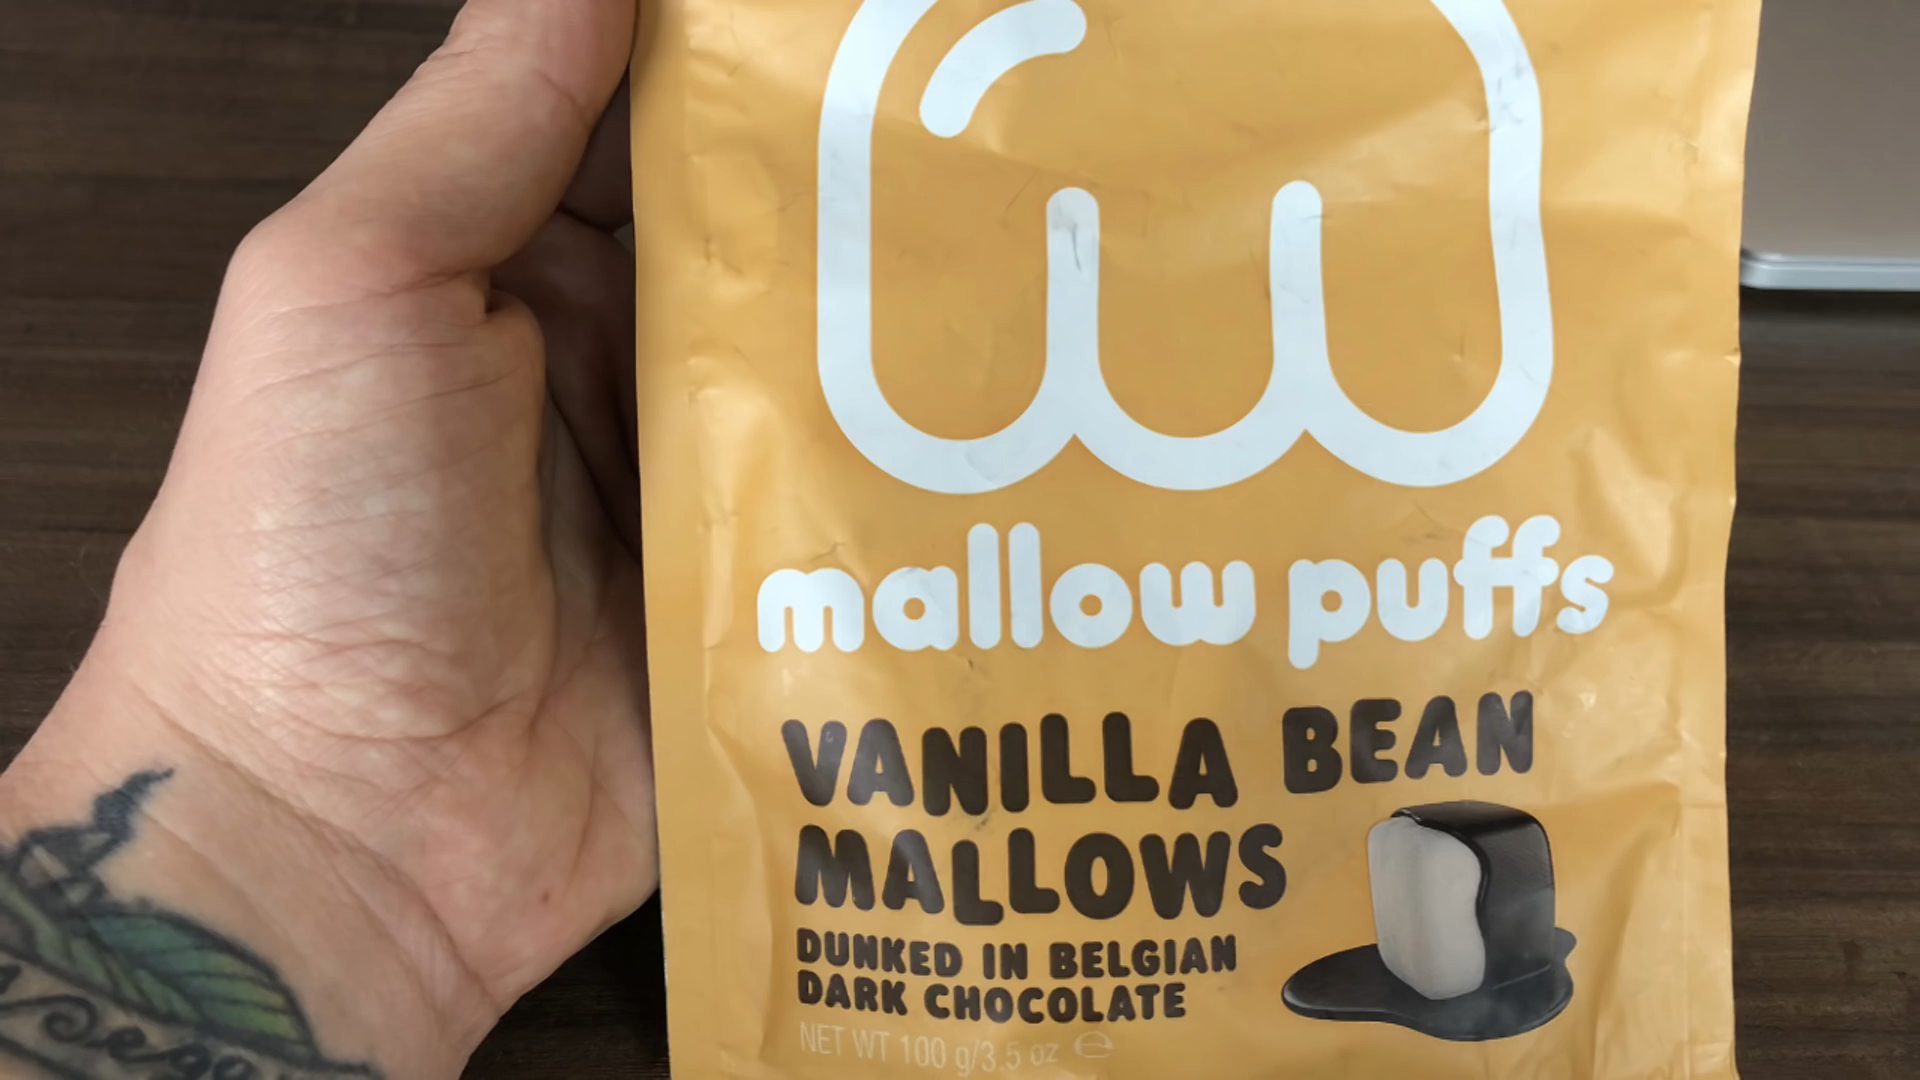 mallow puffs
VANILLA BEAN
MALLOWS
DUNKED IN BELGIAN
DARK CHOCOLATE
NET WT 100 g/3.5 oz ℮